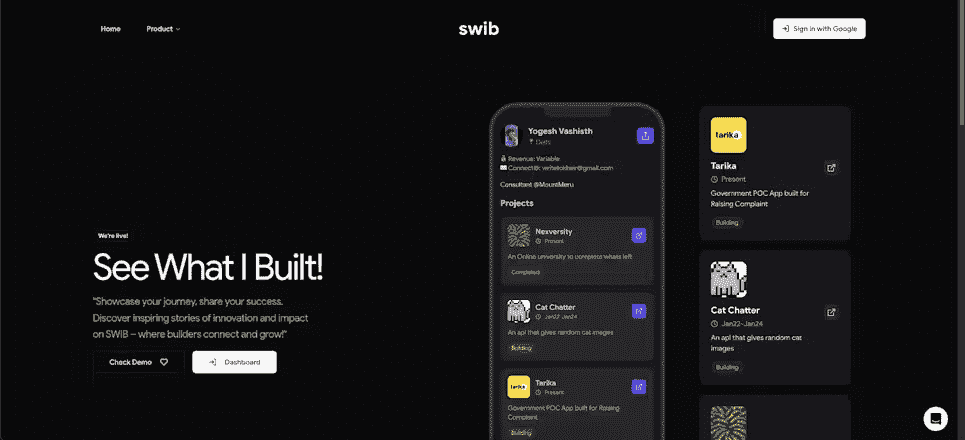 Home
Product
swib
Sign in with Google
We're live!
See What I Built!
"Showcase your journey, share your success.
Discover inspiring stories of innovation and impact
on SWIB – where builders connect and grow!"
Check Demo
Dashboard
Yogesh Vashisth
Revenue: Variable
Consultant @MountMeru
Projects
Nexversity
Present
An Online university to complete whats left
Completed
Cat Chatter
Jan22-Jan24
An api that gives random cat images
Building
tarika
Tarika
Present
Government POC App built for Raising
Complaint
Building
tarika
Tarika
Present
Government POC App built for
Raising Complaint
Building
Cat Chatter
Jan22-Jan24
An api that gives random cat
images
Building